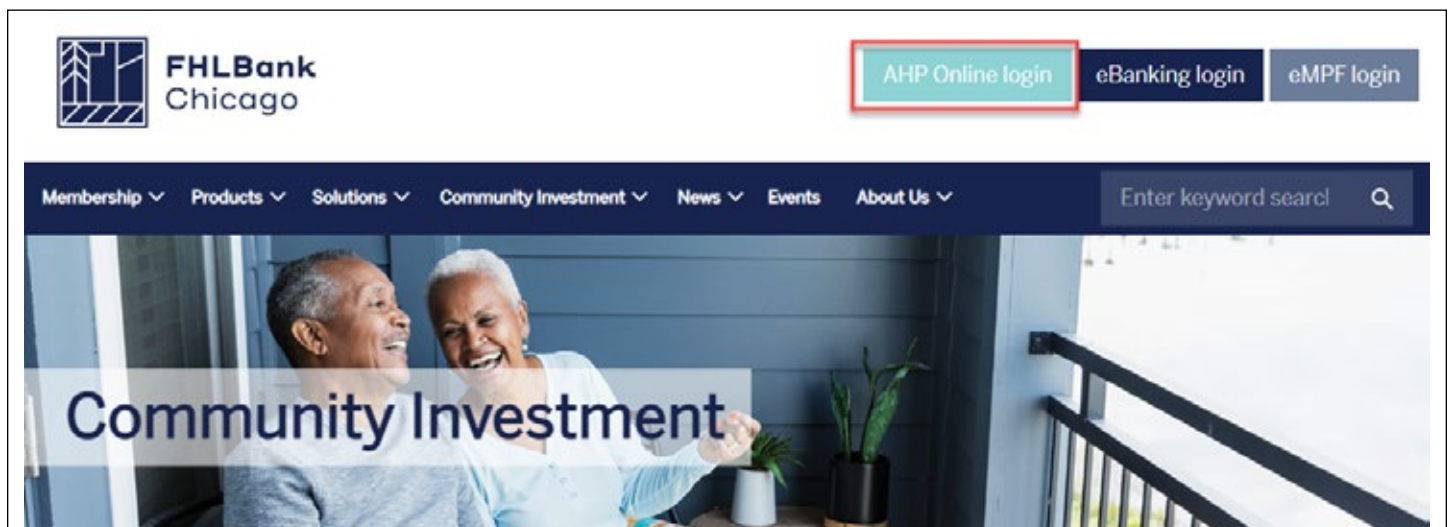 FHLBank
Chicago
AHP Online login eBanking login eMPF login
Membership Products Solutions Community Investment News Events About Us Enter keyword searc
Community Investment